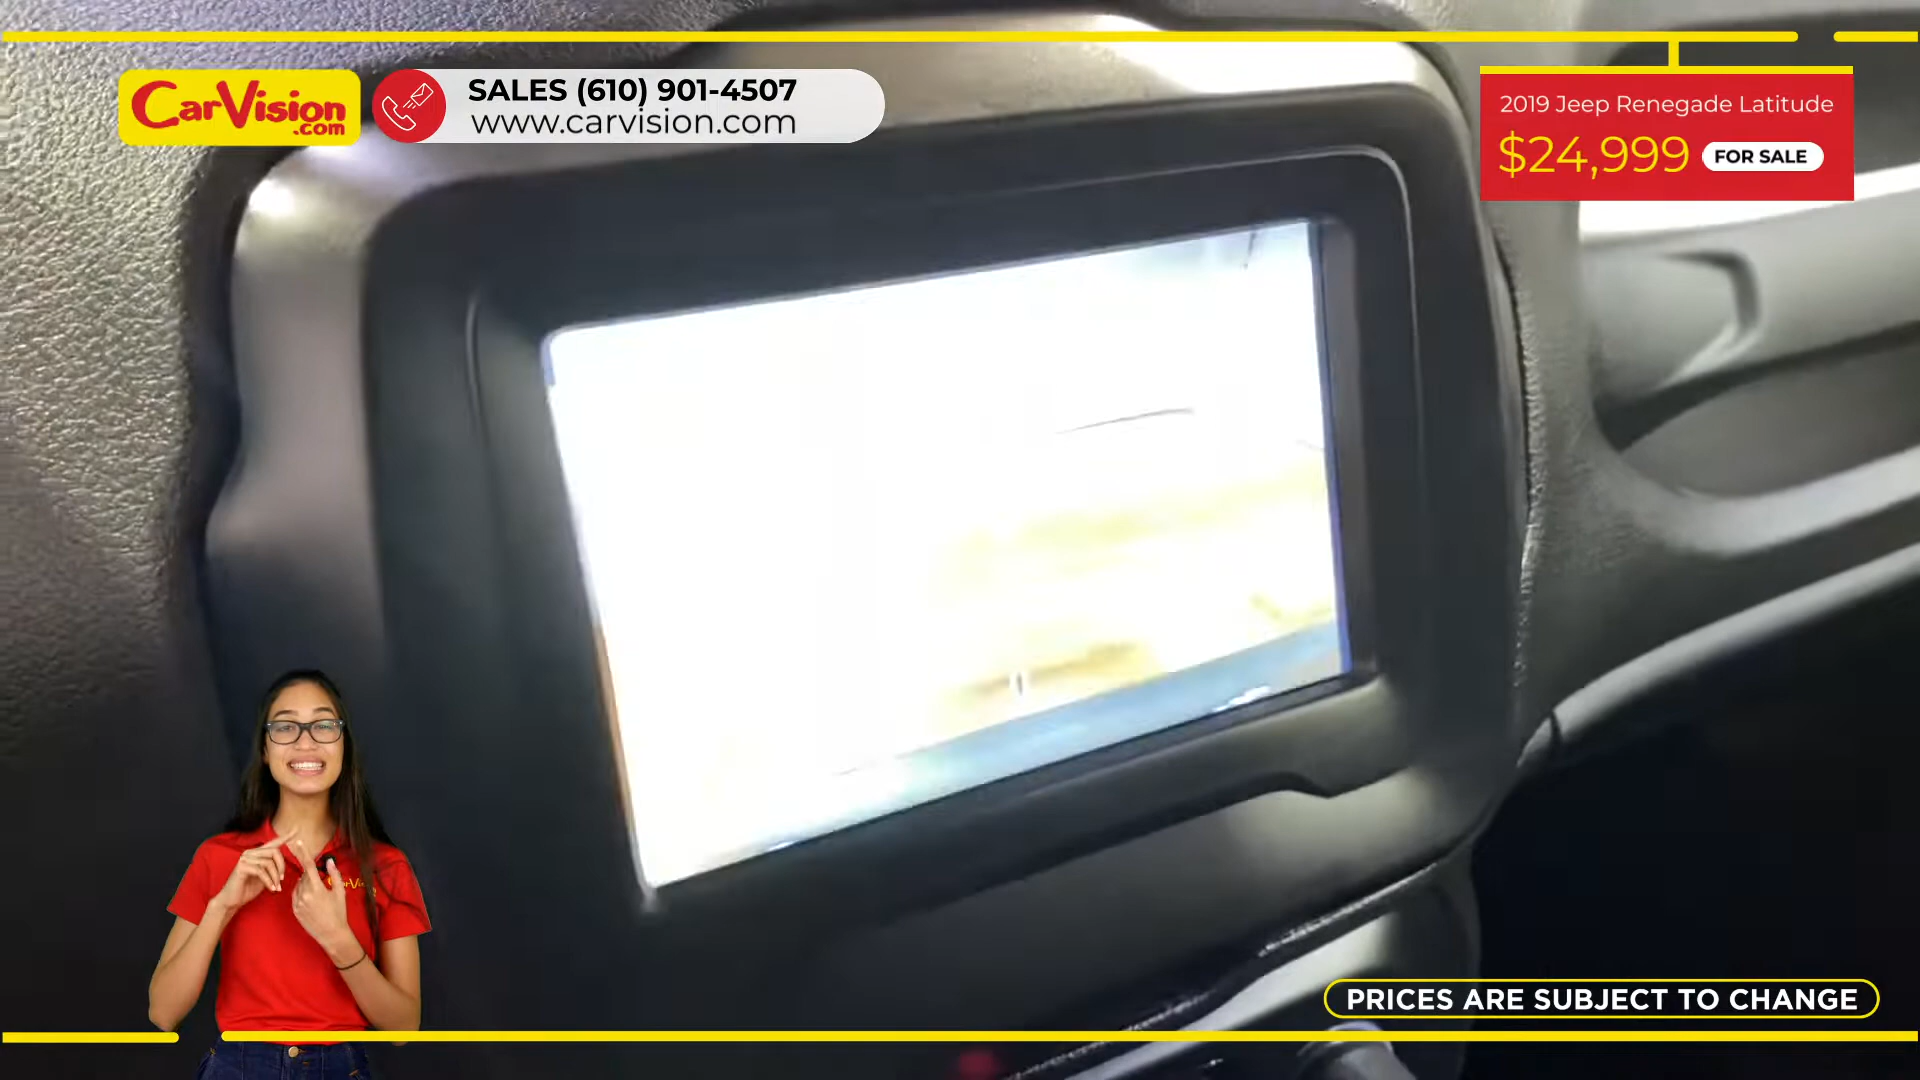 CarVision
.com
SALES (610) 901-4507
www.carvision.com
2019 Jeep Renegade Latitude
$24,999 FOR SALE
PRICES ARE SUBJECT TO CHANGE